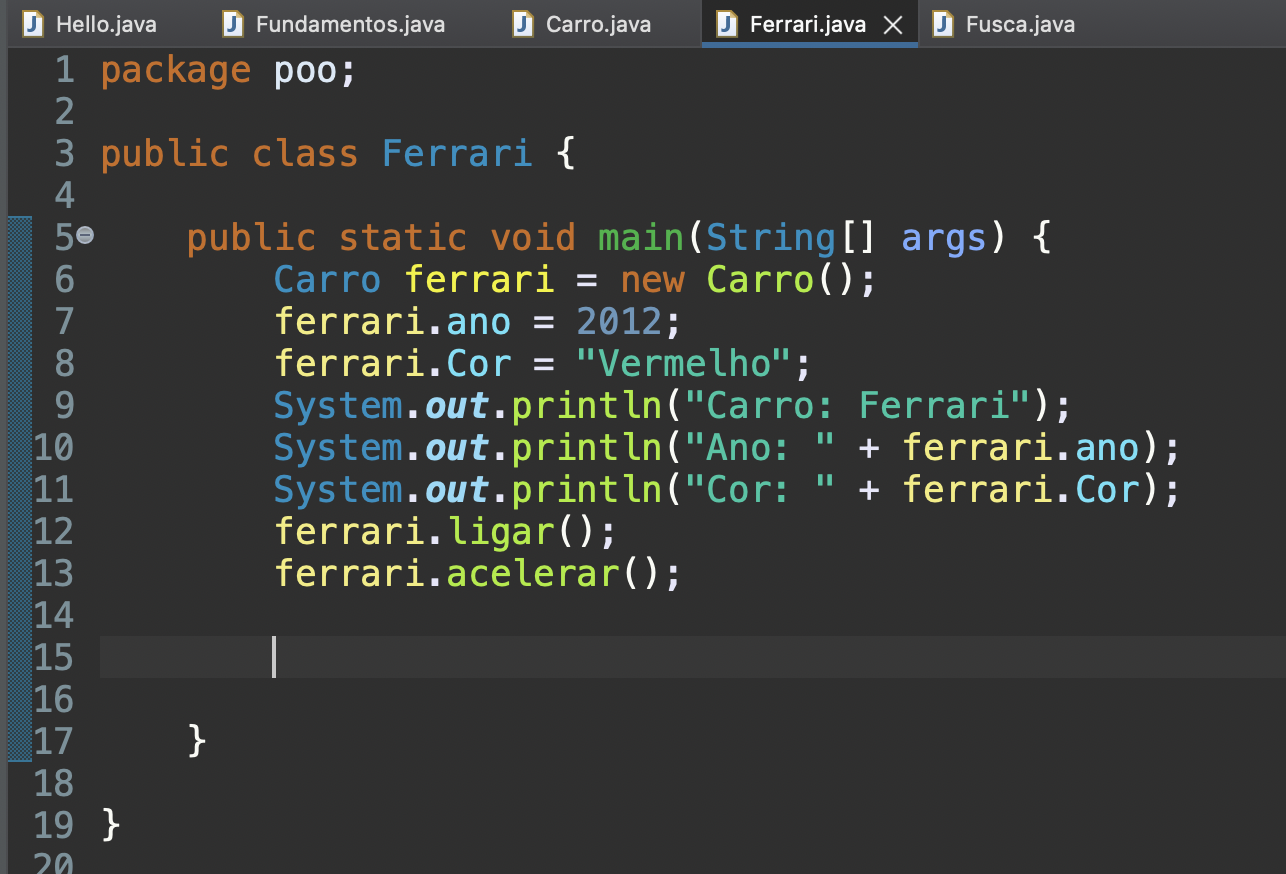 Hello.java Fundamentos.java Carro.java Ferrari.java Fusca.java
1 package poo;
2
3 public class Ferrari {
4
5     public static void main(String[] args) {
6         Carro ferrari = new Carro();
7         ferrari.ano = 2012;
8         ferrari.Cor = "Vermelho";
9         System.out.println("Carro: Ferrari");
10         System.out.println("Ano: " + ferrari.ano);
11         System.out.println("Cor: " + ferrari.Cor);
12         ferrari.ligar();
13         ferrari.acelerar();
14
15
16
17     }
18
19 }
20